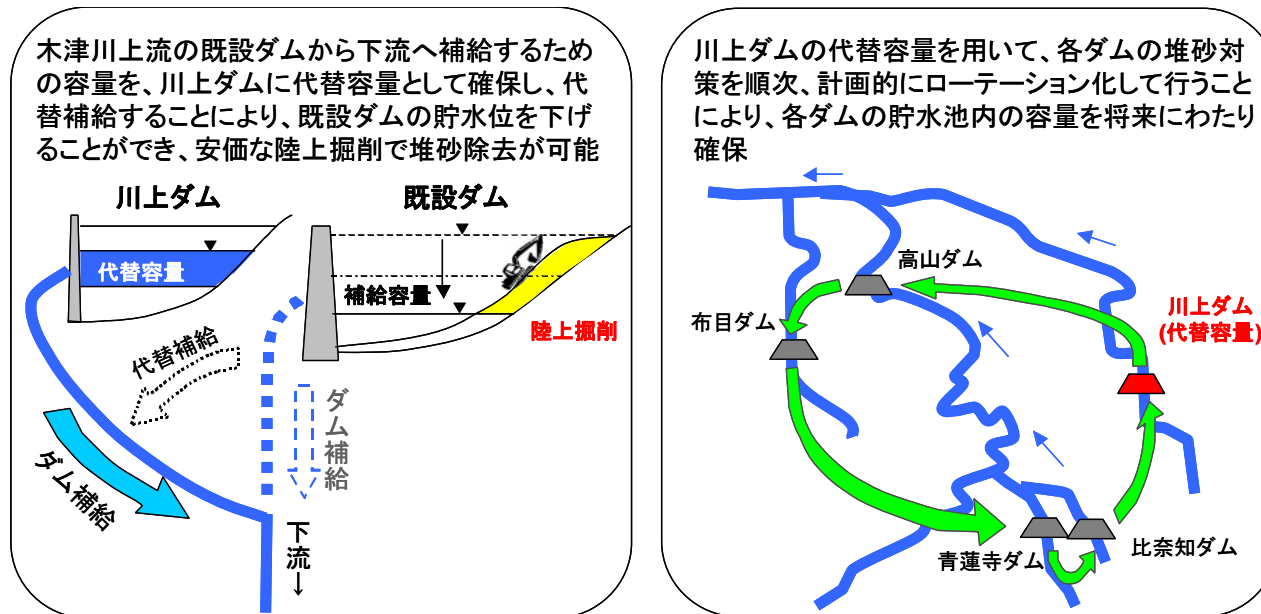 木津川上流の既設ダムから下流へ補給するため
の容量を、川上ダムに代替容量として確保し、代
替補給することにより、既設ダムの貯水位を下げ
ることができ、安価な陸上掘削で堆砂除去が可能
川上ダム
既設ダム
代替容量
補給容量
陸上掘削
代替補給
ダム補給
ダム補給
下流↓
川上ダムの代替容量を用いて、各ダムの堆砂対
策を順次、計画的にローテーション化して行うこと
により、各ダムの貯水池内の容量を将来にわたり
確保
高山ダム
布目ダム
川上ダム
(代替容量)
青蓮寺ダム
比奈知ダム